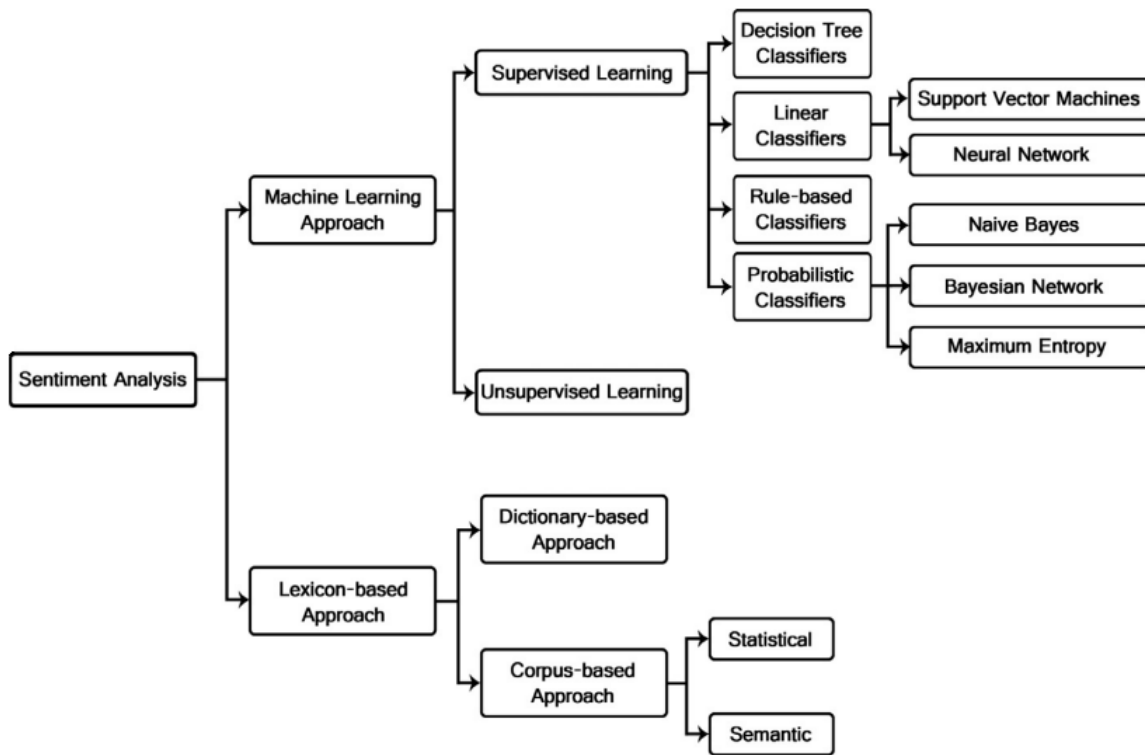 Sentiment Analysis
Machine Learning
Approach
Supervised Learning
Decision Tree
Classifiers
Linear
Classifiers
Support Vector Machines
Neural Network
Rule-based
Classifiers
Probabilistic
Classifiers
Naive Bayes
Bayesian Network
Maximum Entropy
Unsupervised Learning
Lexicon-based
Approach
Dictionary-based
Approach
Corpus-based
Approach
Statistical
Semantic